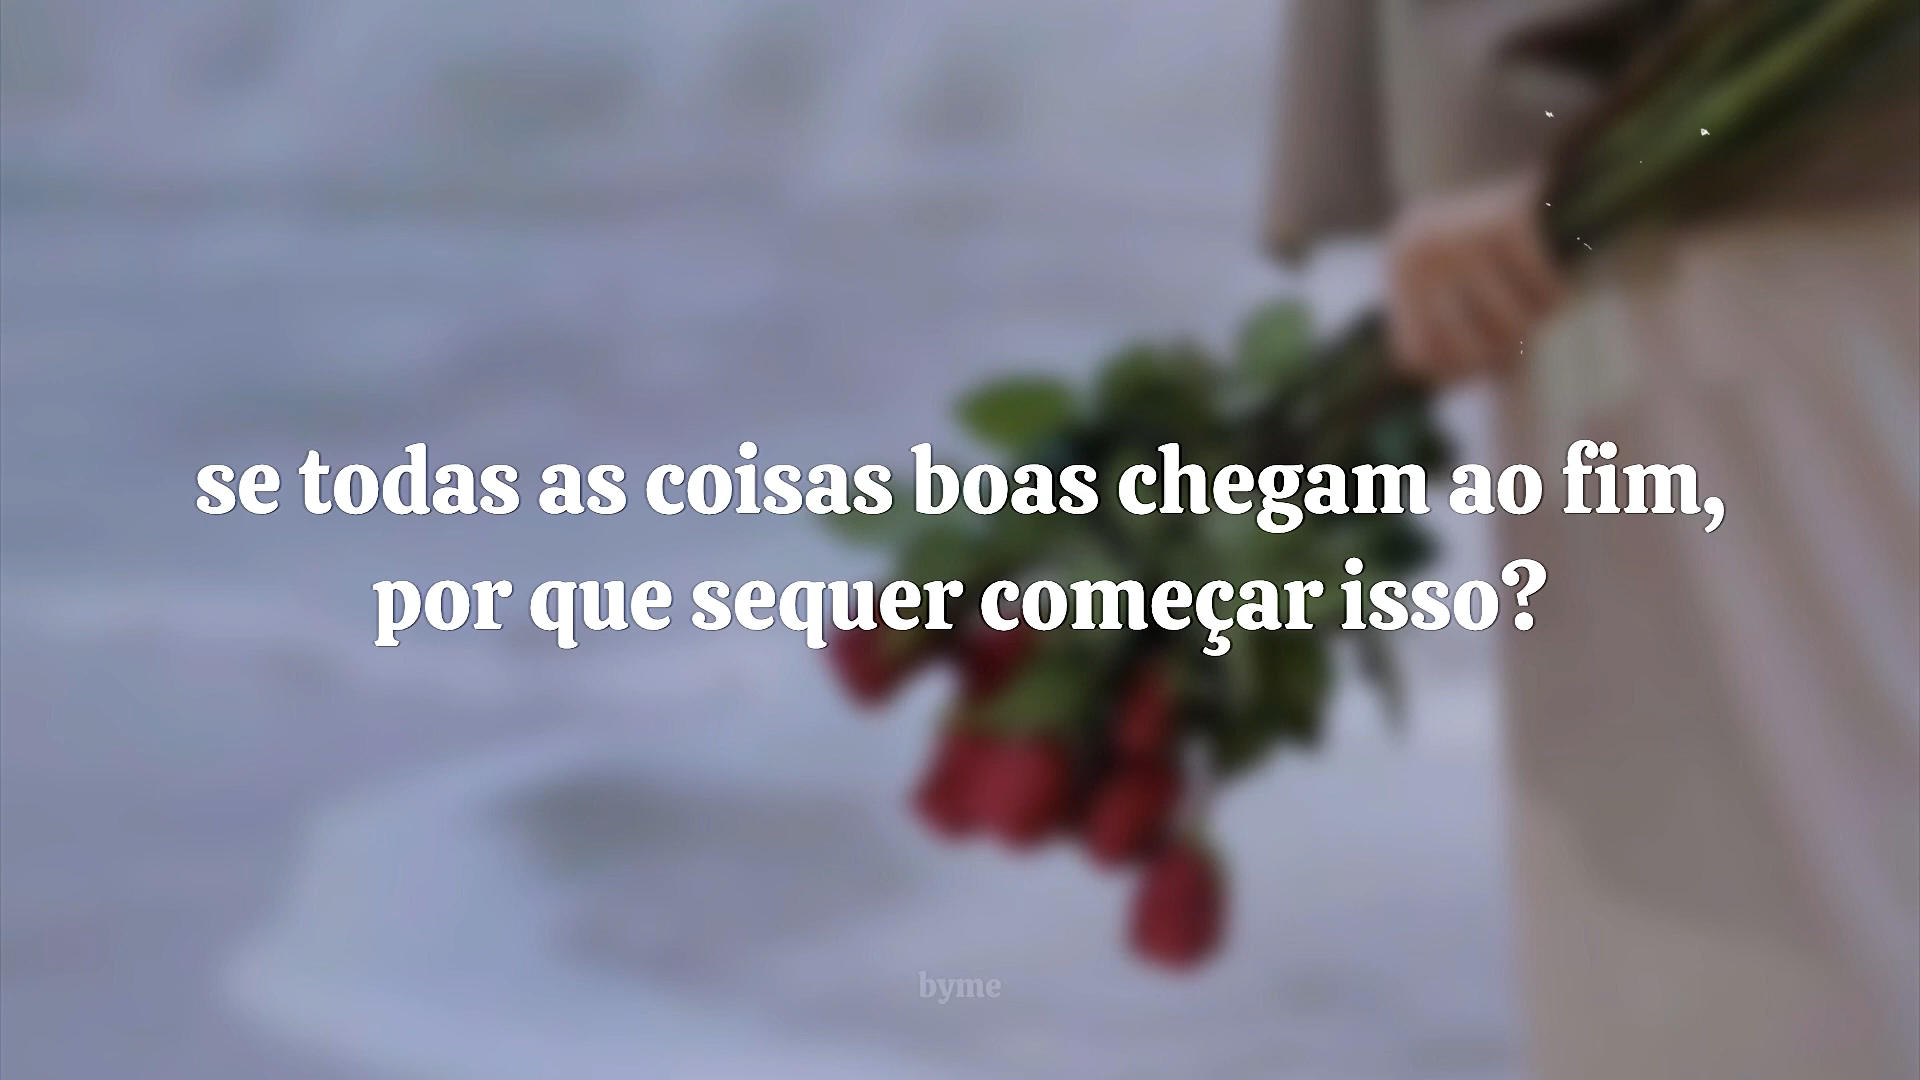 se todas as coisas boas chegam ao fim,
por que sequer começar isso?
byme